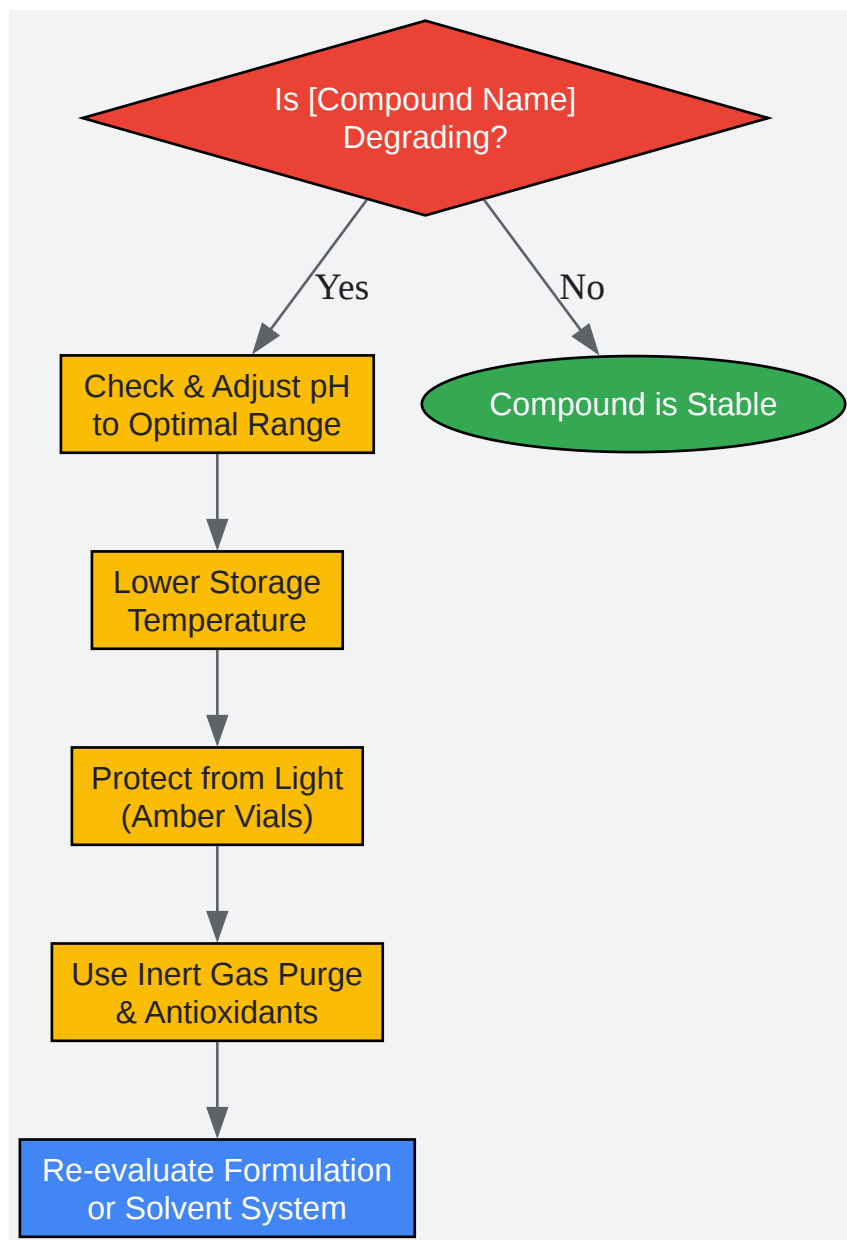 Is [Compound Name]
Degrading?
Yes
No
Check & Adjust pH
to Optimal Range
Compound is Stable
Lower Storage
Temperature
Protect from Light
(Amber Vials)
Use Inert Gas Purge
& Antioxidants
Re-evaluate Formulation
or Solvent System